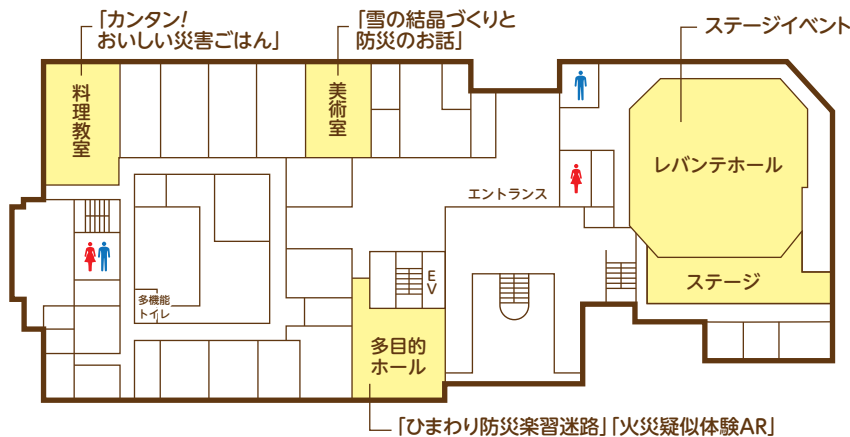 「カンタン!
おいしい災害ごはん」
「雪の結晶づくりと
防災のお話」
ステージイベント
料理教室
美術室
レバンテホール
エントランス
ステージ
EV
多機能
トイレ
多目的
ホール
「ひまわり防災楽習迷路」「火災疑似体験AR」